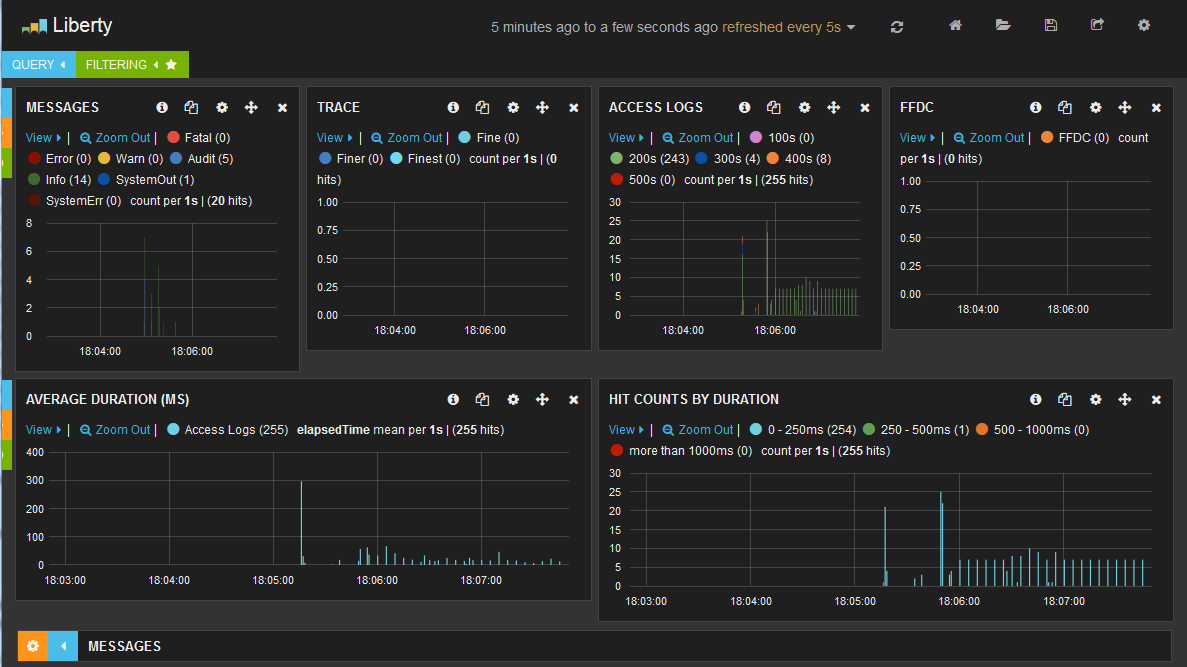 Liberty
5 minutes ago to a few seconds ago refreshed every 5s
QUERY FILTERING
MESSAGES
View | Zoom Out | Fatal (0)
Error (0) Warn (0) Audit (5)
Info (14) SystemOut (1)
SystemErr (0) count per 1s | (20 hits)
8
6
4
2
0
18:04:00 18:06:00
TRACE
View | Zoom Out | Fine (0)
Finer (0) Finest (0) count per 1s | (0
hits)
1.00
0.75
0.50
0.25
0.00
18:04:00 18:06:00
ACCESS LOGS
View | Zoom Out | 100s (0)
200s (243) 300s (4) 400s (8)
500s (0) count per 1s | (255 hits)
30
25
20
15
10
5
0
18:04:00 18:06:00
FFDC
View | Zoom Out | FFDC (0) count
per 1s | (0 hits)
1.00
0.75
0.50
0.25
0.00
18:04:00 18:06:00
AVERAGE DURATION (MS)
View | Zoom Out | Access Logs (255) elapsedTime mean per 1s | (255 hits)
400
300
200
100
0
18:03:00 18:04:00 18:05:00 18:06:00 18:07:00
HIT COUNTS BY DURATION
View | Zoom Out | 0 - 250ms (254) 250 - 500ms (1) 500 - 1000ms (0)
more than 1000ms (0) count per 1s | (255 hits)
30
25
20
15
10
5
0
18:03:00 18:04:00 18:05:00 18:06:00 18:07:00
MESSAGES